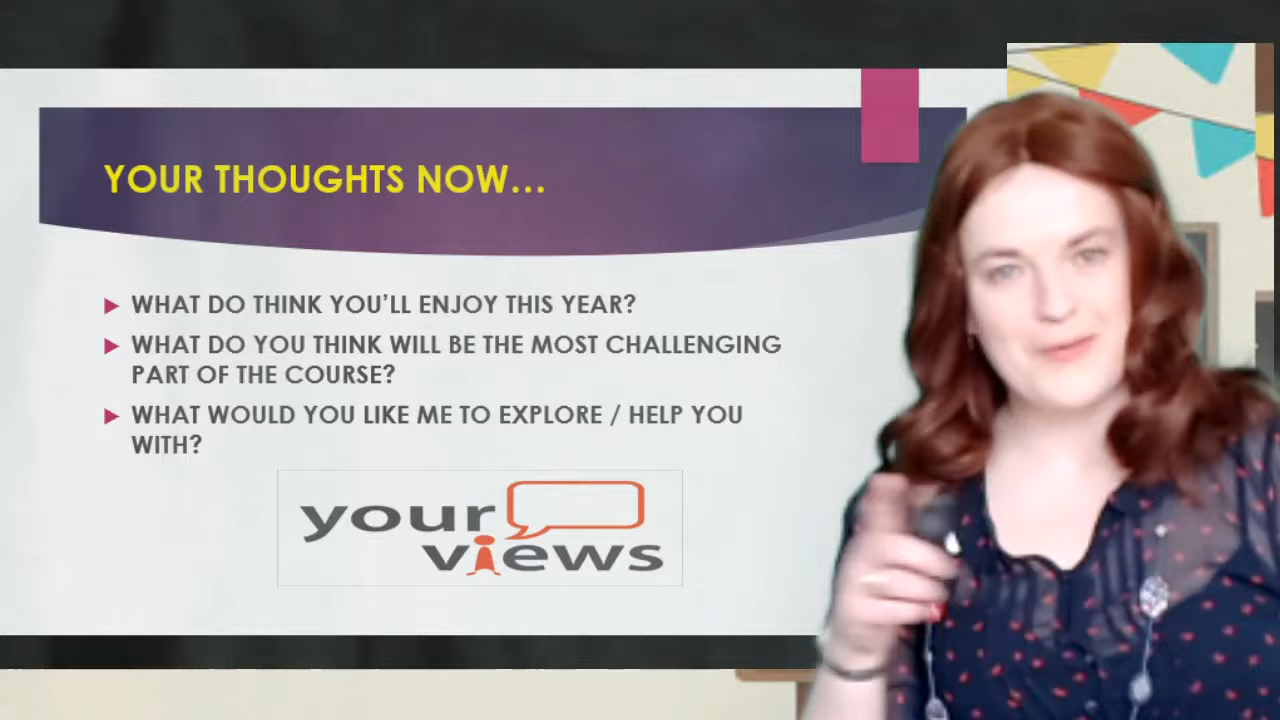 YOUR THOUGHTS NOW...
WHAT DO THINK YOU'LL ENJOY THIS YEAR?
WHAT DO YOU THINK WILL BE THE MOST CHALLENGING
PART OF THE COURSE?
WHAT WOULD YOU LIKE ME TO EXPLORE / HELP YOU
WITH?
your
views